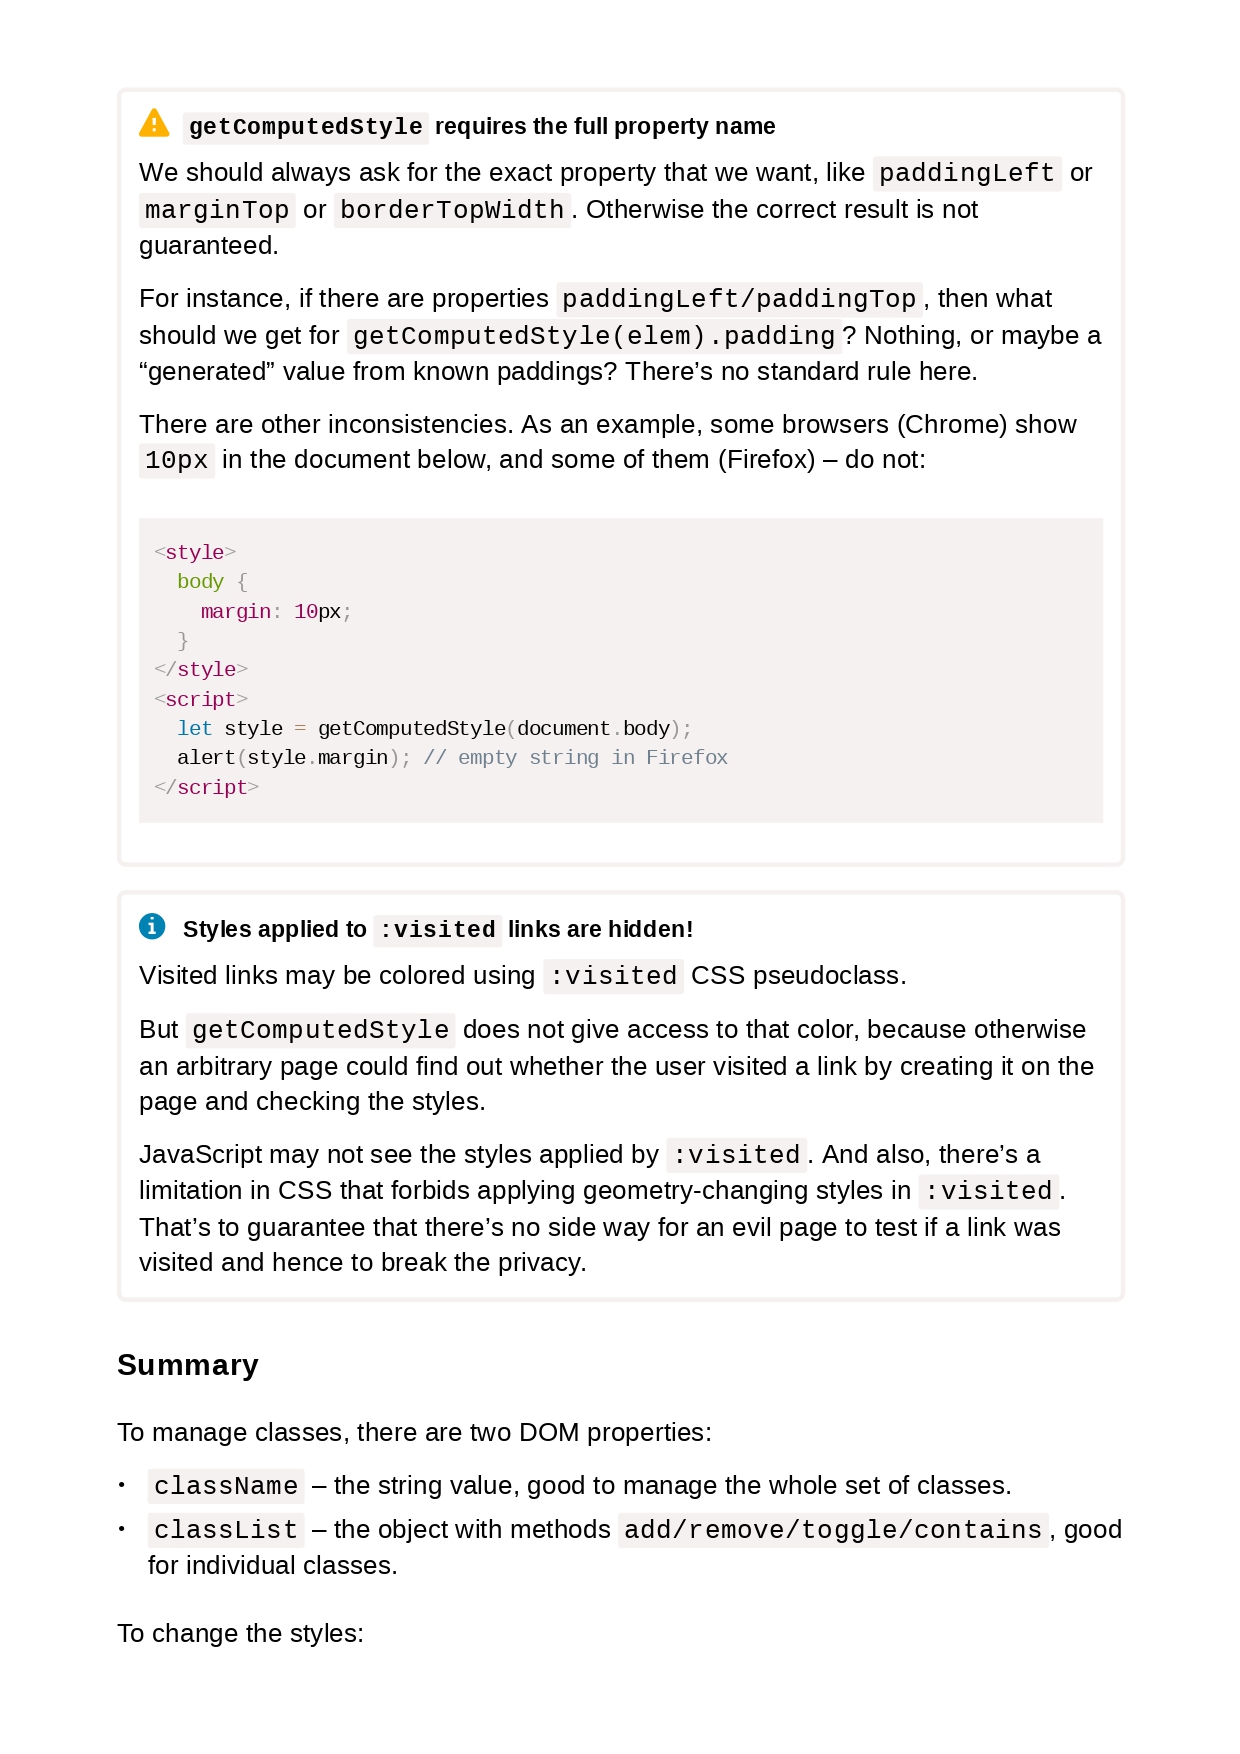 getComputedStyle requires the full property name
We should always ask for the exact property that we want, like paddingLeft or
marginTop or borderTopWidth. Otherwise the correct result is not
guaranteed.
For instance, if there are properties paddingLeft/paddingTop, then what
should we get for getComputedStyle(elem).padding? Nothing, or maybe a
“generated” value from known paddings? There’s no standard rule here.
There are other inconsistencies. As an example, some browsers (Chrome) show
10px in the document below, and some of them (Firefox) – do not:
<style>
  body {
    margin: 10px;
  }
</style>
<script>
  let style = getComputedStyle(document.body);
  alert(style.margin); // empty string in Firefox
</script>
Styles applied to :visited links are hidden!
Visited links may be colored using :visited CSS pseudoclass.
But getComputedStyle does not give access to that color, because otherwise
an arbitrary page could find out whether the user visited a link by creating it on the
page and checking the styles.
JavaScript may not see the styles applied by :visited. And also, there’s a
limitation in CSS that forbids applying geometry-changing styles in :visited.
That’s to guarantee that there’s no side way for an evil page to test if a link was
visited and hence to break the privacy.
Summary
To manage classes, there are two DOM properties:
• className – the string value, good to manage the whole set of classes.
• classList – the object with methods add/remove/toggle/contains, good
for individual classes.
To change the styles: